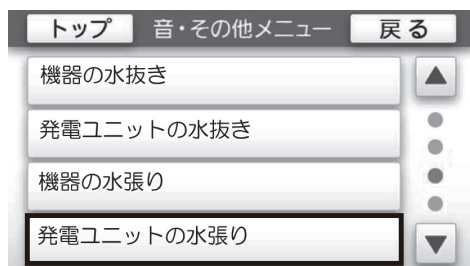 トップ 音・その他メニュー 戻る
機器の水抜き
発電ユニットの水抜き
機器の水張り
発電ユニットの水張り